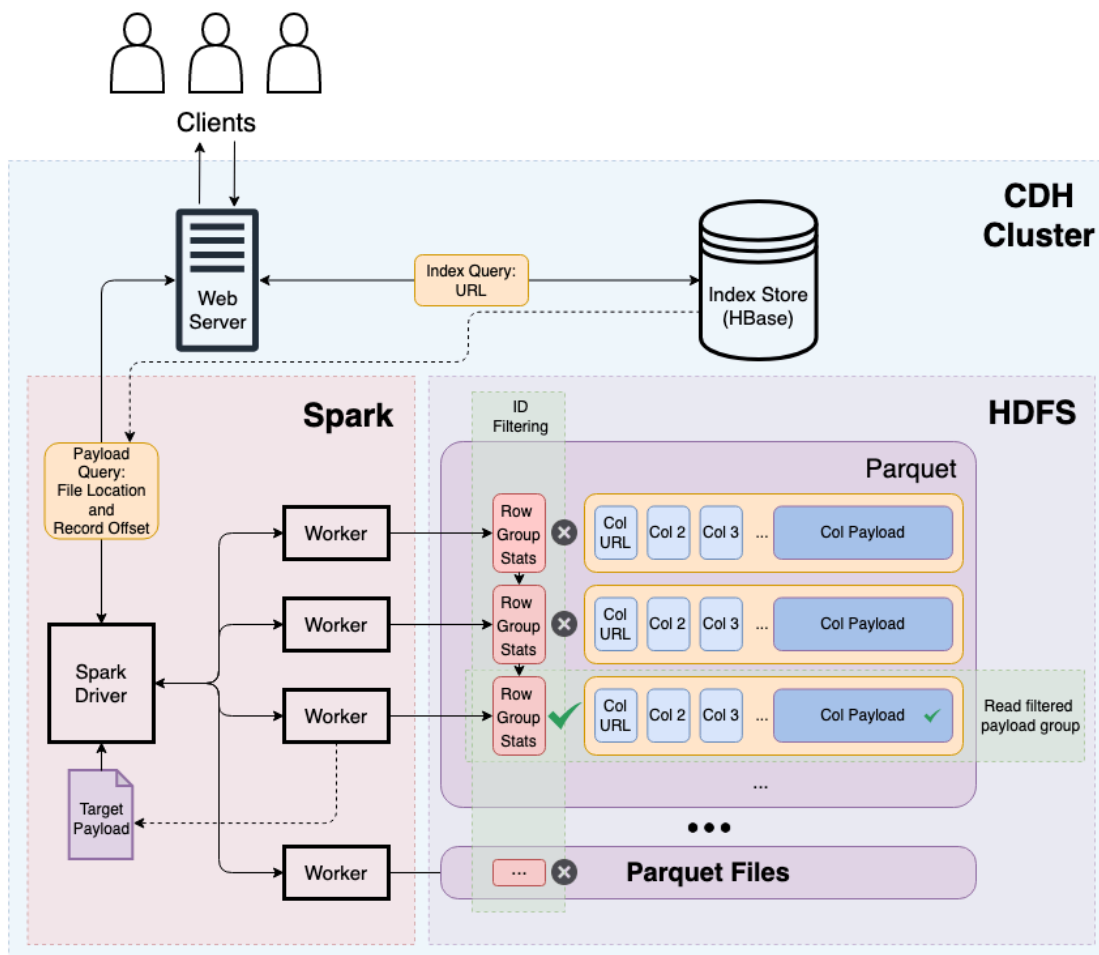 Clients
CDH
Cluster
Web
Server
Index Query:
URL
Index Store
(HBase)
Spark
HDFS
ID
Filtering
Payload
Query:
File Location
and
Record Offset
Parquet
Worker
Row
Group
Stats
Col
URL
Col 2
Col 3
...
Col Payload
Worker
Row
Group
Stats
Col
URL
Col 2
Col 3
...
Col Payload
Spark
Driver
Worker
Row
Group
Stats
Col
URL
Col 2
Col 3
...
Col Payload
Read filtered
payload group
...
Target
Payload
Worker
...
Parquet Files